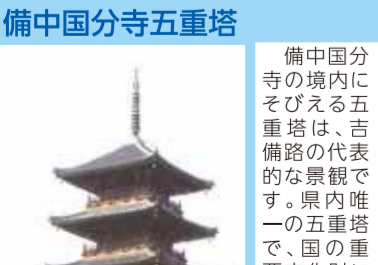 備中国分寺五重塔
備中国分
寺の境内に
そびえる五
重塔は、吉
備路の代表
的な景観で
す。県内唯
一の五重塔
で、国の重